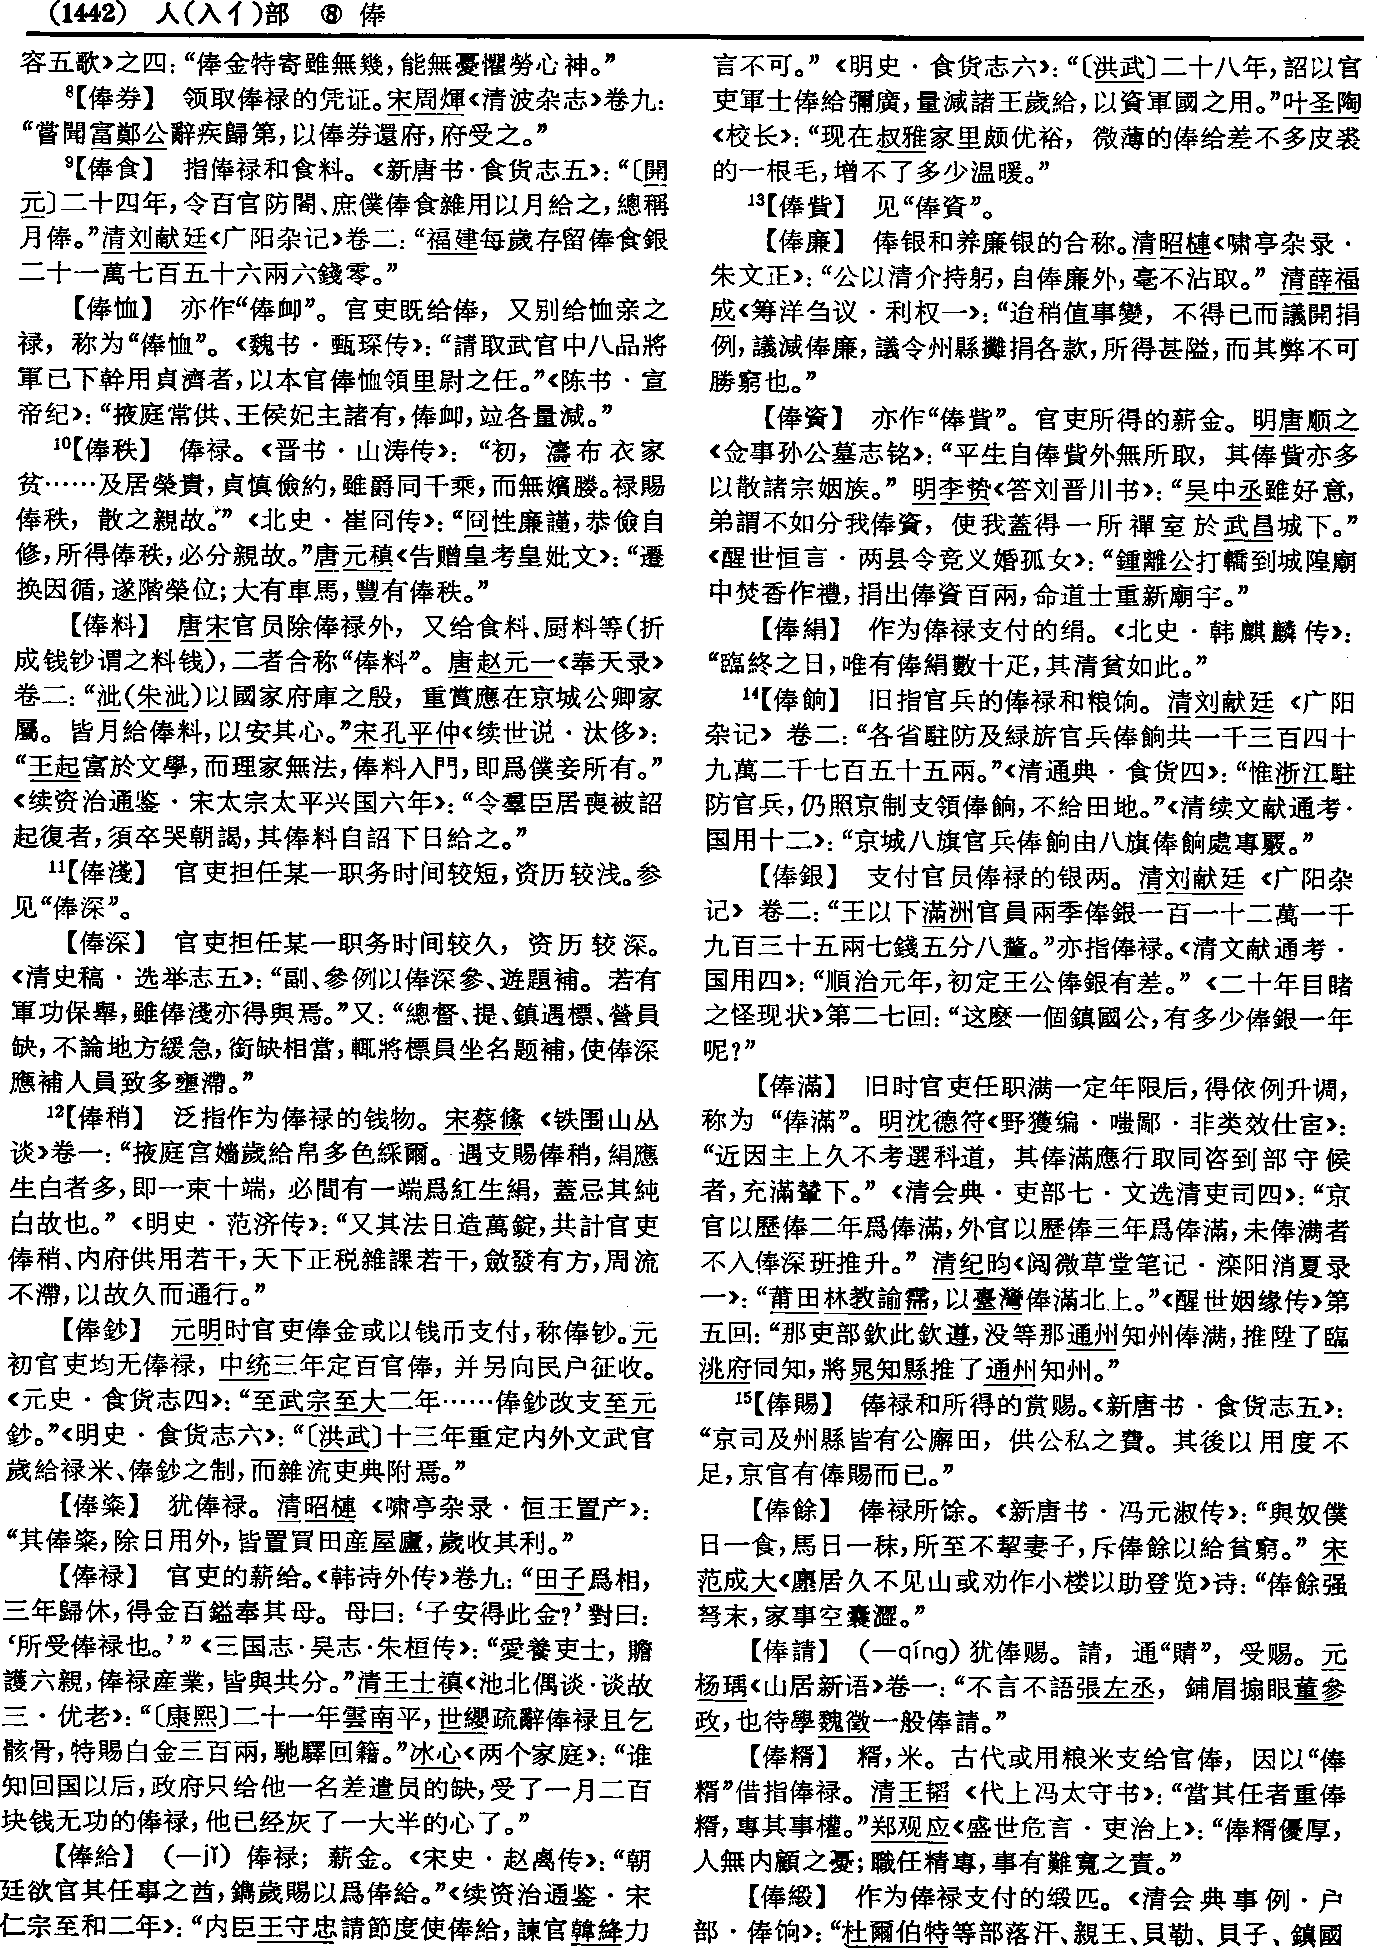 (1442) 人(入亻)部 ⑧ 俸
容五歌》之四：“俸金特寄雖無幾，能無憂懼勞心神。”
⁸【俸券】 领取俸禄的凭证。宋周煇《清波杂志》卷九：
“嘗聞富鄭公辭疾歸第，以俸券還府，府受之。”
⁹【俸食】 指俸禄和食料。《新唐书·食货志五》：“〔開
元〕二十四年，令百官防閤、庶僕俸食雜用以月給之，總稱
月俸。”清刘献廷《广阳杂记》卷二：“福建每歲存留俸食銀
二十一萬七百五十六兩六錢零。”
【俸恤】 亦作“俸卹”。官吏既给俸，又别给恤亲之
禄，称为“俸恤”。《魏书·甄琛传》：“請取武官中八品將
軍已下幹用貞濟者，以本官俸恤領里尉之任。”《陈书·宣
帝纪》：“掖庭常供、王侯妃主諸有，俸卹，竝各量減。”
¹⁰【俸秩】 俸禄。《晋书·山涛传》：“初，濤布衣家
贫……及居榮貴，貞慎儉約，雖爵同千乘，而無嬪媵。禄賜
俸秩，散之親故。”《北史·崔冏传》：“冏性廉謹，恭儉自
修，所得俸秩，必分親故。”唐元稹《告赠皇考皇妣文》：“遷
换因循，遂階榮位；大有車馬，豐有俸秩。”
【俸料】 唐宋官员除俸禄外，又给食料、厨料等（折
成钱钞谓之料钱），二者合称“俸料”。唐赵元一《奉天录》
卷二：“泚（朱泚）以國家府庫之殷，重賞應在京城公卿家
屬。皆月給俸料，以安其心。”宋孔平仲《续世说·汰侈》：
“王起富於文學，而理家無法，俸料入門，即爲僕妾所有。”
《续资治通鉴·宋太宗太平兴国六年》：“令羣臣居喪被詔
起復者，須卒哭朝謁，其俸料自詔下日給之。”
¹¹【俸淺】 官吏担任某一职务时间较短，资历较浅。参
见“俸深”。
【俸深】 官吏担任某一职务时间较久，资历较深。
《清史稿·选举志五》：“副、參例以俸深參、遊題補。若有
軍功保舉，雖俸淺亦得與焉。”又：“總督、提、鎮遇標、營員
缺，不論地方緩急，銜缺相當，輒將標員坐名题補，使俸深
應補人員致多壅滯。”
¹²【俸稍】 泛指作为俸禄的钱物。宋蔡絛《铁围山丛
谈》卷一：“掖庭宫嬙歲給帛多色綵爾。遇支賜俸稍，絹應
生白者多，即一束十端，必間有一端爲紅生絹，蓋忌其純
白故也。”《明史·范济传》：“又其法日造萬錠，共計官吏
俸稍、内府供用若干，天下正税雜課若干，斂發有方，周流
不滯，以故久而通行。”
【俸鈔】 元明时官吏俸金或以钱币支付，称俸钞。元
初官吏均无俸禄，中统三年定百官俸，并另向民户征收。
《元史·食货志四》：“至武宗至大二年……俸鈔改支至元
鈔。”《明史·食货志六》：“〔洪武〕十三年重定内外文武官
歲給禄米、俸鈔之制，而雜流吏典附焉。”
【俸粢】 犹俸禄。清昭槤《啸亭杂录·恒王置产》：
“其俸粢，除日用外，皆置買田産屋廬，歲收其利。”
【俸禄】 官吏的薪给。《韩诗外传》卷九：“田子爲相，
三年歸休，得金百鎰奉其母。母曰：‘子安得此金？’對曰：
‘所受俸禄也。’”《三国志·吴志·朱桓传》：“愛養吏士，贍
護六親，俸禄產業，皆與共分。”清王士禛《池北偶谈·谈故
三·优老》：“〔康熙〕二十一年雲南平，世纓疏辭俸禄且乞
骸骨，特賜白金三百兩，馳驛回籍。”冰心《两个家庭》：“谁
知回国以后，政府只给他一名差遣员的缺，受了一月二百
块钱无功的俸禄，他已经灰了一大半的心了。”
【俸給】 （—jǐ）俸禄；薪金。《宋史·赵禼传》：“朝
廷欲官其任事之酋，鐫歲賜以爲俸給。”《续资治通鉴·宋
仁宗至和二年》：“内臣王守忠請節度使俸給，諫官韓絳力
言不可。”《明史·食货志六》：“〔洪武〕二十八年，詔以官
吏軍士俸給彌廣，量減諸王歲給，以資軍國之用。”叶圣陶
《校长》：“现在叔雅家里颇优裕，微薄的俸给差不多皮裘
的一根毛，增不了多少温暖。”
¹³【俸貲】 见“俸資”。
【俸廉】 俸银和养廉银的合称。清昭槤《啸亭杂录·
朱文正》：“公以清介持躬，自俸廉外，毫不沾取。”清薛福
成《筹洋刍议·利权一》：“迨稍值事變，不得已而議開捐
例，議減俸廉，議令州縣攤捐各款，所得甚隘，而其弊不可
勝窮也。”
【俸資】 亦作“俸貲”。官吏所得的薪金。明唐顺之
《佥事孙公墓志铭》：“平生自俸貲外無所取，其俸貲亦多
以散諸宗姻族。”明李贽《答刘晋川书》：“吴中丞雖好意，
弟謂不如分我俸資，使我蓋得一所禪室於武昌城下。”
《醒世恒言·两县令竞义婚孤女》：“鍾離公打轎到城隍廟
中焚香作禮，捐出俸資百兩，命道士重新廟宇。”
【俸絹】 作为俸禄支付的绢。《北史·韩麒麟传》：
“臨終之日，唯有俸絹數十疋，其清貧如此。”
¹⁴【俸餉】 旧指官兵的俸禄和粮饷。清刘献廷《广阳
杂记》卷二：“各省駐防及緑旂官兵俸餉共一千三百四十
九萬二千七百五十五兩。”《清通典·食货四》：“惟浙江駐
防官兵，仍照京制支領俸餉，不給田地。”《清续文献通考·
国用十二》：“京城八旗官兵俸餉由八旗俸餉處專覈。”
【俸銀】 支付官员俸禄的银两。清刘献廷《广阳杂
记》卷二：“王以下滿洲官員兩季俸銀一百一十二萬一千
九百三十五兩七錢五分八釐。”亦指俸禄。《清文献通考·
国用四》：“順治元年，初定王公俸銀有差。”《二十年目睹
之怪现状》第二七回：“这麽一個鎮國公，有多少俸銀一年
呢？”
【俸滿】 旧时官吏任职满一定年限后，得依例升调，
称为“俸滿”。明沈德符《野獲编·嗤鄙·非类效仕宦》：
“近因主上久不考選科道，其俸滿應行取同咨到部守候
者，充滿輦下。”《清会典·吏部七·文选清吏司四》：“京
官以歷俸二年爲俸滿，外官以歷俸三年爲俸滿，未俸满者
不入俸深班推升。”清纪昀《阅微草堂笔记·滦阳消夏录
一》：“莆田林教諭霈，以臺灣俸滿北上。”《醒世姻缘传》第
五回：“那吏部欽此欽遵，没等那通州知州俸满，推陞了臨
洮府同知，將晁知縣推了通州知州。”
¹⁵【俸賜】 俸禄和所得的赏赐。《新唐书·食货志五》：
“京司及州縣皆有公廨田，供公私之費。其後以用度不
足，京官有俸賜而已。”
【俸餘】 俸禄所馀。《新唐书·冯元淑传》：“與奴僕
日一食，馬日一秣，所至不挈妻子，斥俸餘以給貧窮。”宋
范成大《廛居久不见山或劝作小楼以助登览》诗：“俸餘强
弩末，家事空囊澀。”
【俸請】 （—qíng）犹俸赐。請，通“賵”，受赐。元
杨瑀《山居新语》卷一：“不言不語張左丞，鋪眉搧眼董參
政，也待學魏徵一般俸請。”
【俸糈】 糈，米。古代或用粮米支给官俸，因以“俸
糈”借指俸禄。清王韬《代上冯太守书》：“當其任者重俸
糈，專其事權。”郑观应《盛世危言·吏治上》：“俸糈優厚，
人無内顧之憂；職任精專，事有難寬之責。”
【俸緞】 作为俸禄支付的缎匹。《清会典事例·户
部·俸饷》：“杜爾伯特等部落汗、親王、貝勒、貝子、鎮國